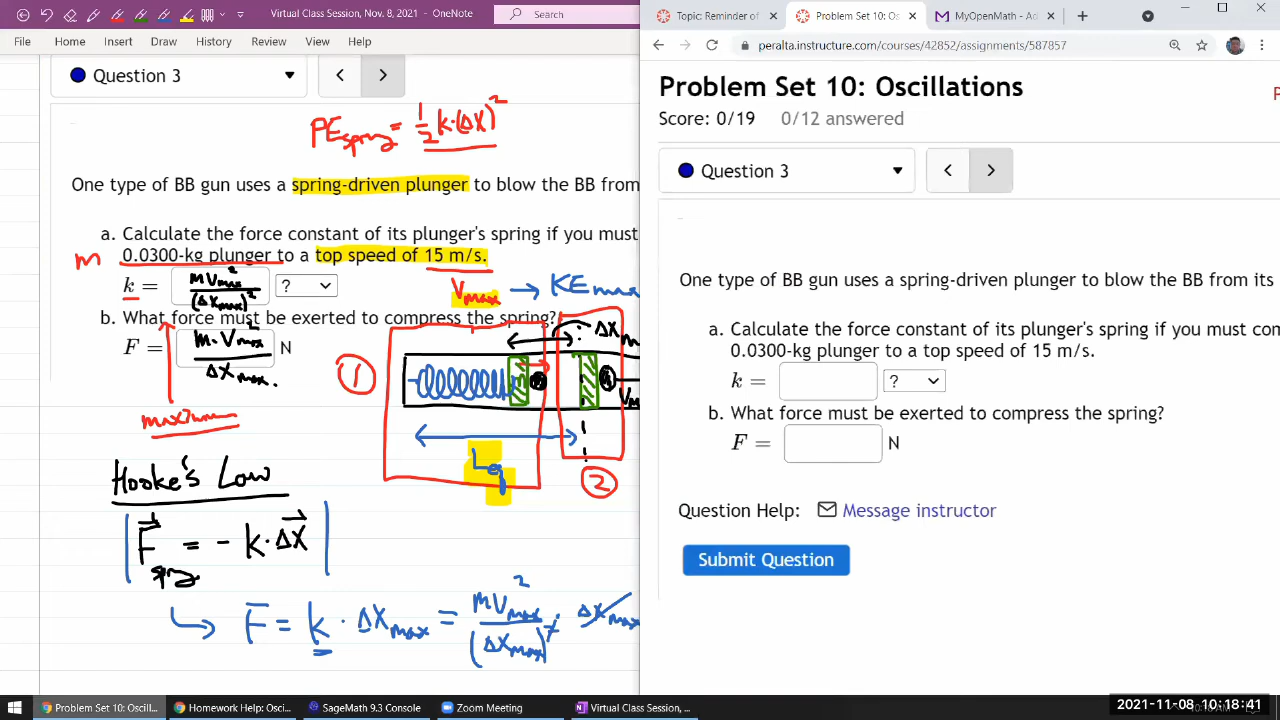 Virtual Class Session, Nov. 8, 2021 - OneNote
Search
File Home Insert Draw History Review View Help
Question 3
PEspring = 1/2 k·(ΔX)²
One type of BB gun uses a spring-driven plunger to blow the BB from
a. Calculate the force constant of its plunger's spring if you must
m 0.0300-kg plunger to a top speed of 15 m/s.
k = mVmax² / (ΔXmax)² ?
Vmax → KEmax
b. What force must be exerted to compress the spring?
F = m·Vmax² / ΔXmax. N
ΔXm
①
Vm
maximum
Leq
②
Hooke's Law
Fspring = - k·ΔX
F = k · ΔXmax = mVmax² / (ΔXmax)² · ΔXmax
Topic Reminder of
Problem Set 10: Os
MyOpenMath - As
peralta.instructure.com/courses/42852/assignments/587857
Problem Set 10: Oscillations
P
Score: 0/19 0/12 answered
Question 3
One type of BB gun uses a spring-driven plunger to blow the BB from its
a. Calculate the force constant of its plunger's spring if you must com
0.0300-kg plunger to a top speed of 15 m/s.
k = ?
b. What force must be exerted to compress the spring?
F = N
Question Help: Message instructor
Submit Question
Problem Set 10: Oscill...
Homework Help: Osci...
SageMath 9.3 Console
Zoom Meeting
Virtual Class Session, ...
2021-11-08 10:18:41